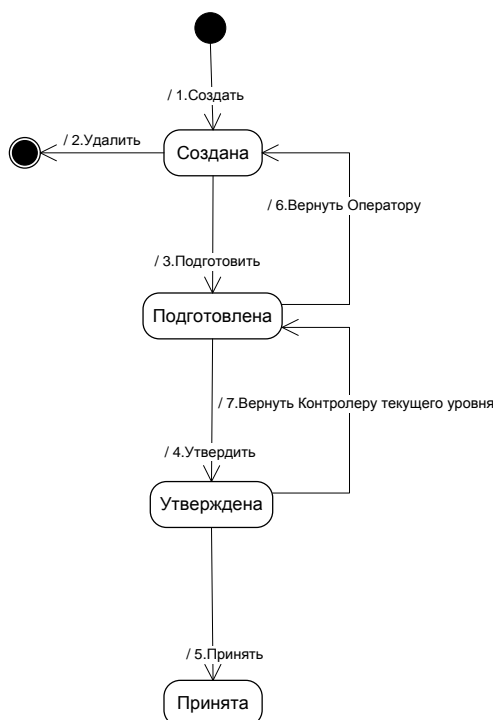 / 1.Создать
/ 2.Удалить
Создана
/ 6.Вернуть Оператору
/ 3.Подготовить
Подготовлена
/ 7.Вернуть Контролеру текущего уровня
/ 4.Утвердить
Утверждена
/ 5.Принять
Принята